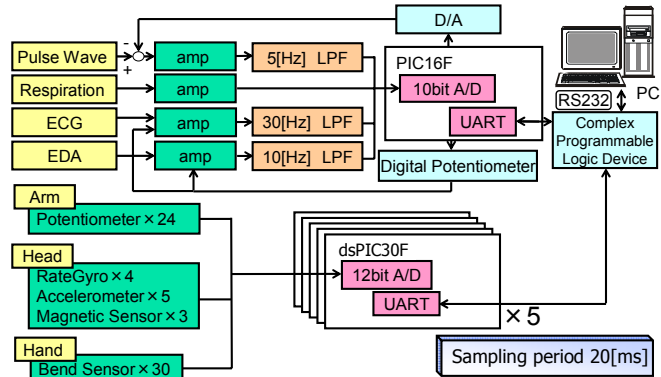 D/A
-
Pulse Wave
+
amp
5[Hz] LPF
PIC16F
Respiration
amp
10bit A/D
RS232
PC
ECG
amp
30[Hz] LPF
UART
Complex
Programmable
Logic Device
EDA
amp
10[Hz] LPF
Digital Potentiometer
Arm
Potentiometer×24
Head
RateGyro×4
Accelerometer×5
Magnetic Sensor×3
dsPIC30F
12bit A/D
UART
×5
Hand
Bend Sensor×30
Sampling period 20[ms]